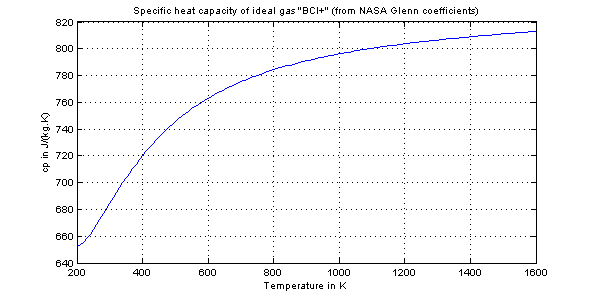 Specific heat capacity of ideal gas "BCl+" (from NASA Glenn coefficients)
820
800
780
760
740
720
700
680
660
640
cp in J/(kg.K)
200 400 600 800 1000 1200 1400 1600
Temperature in K